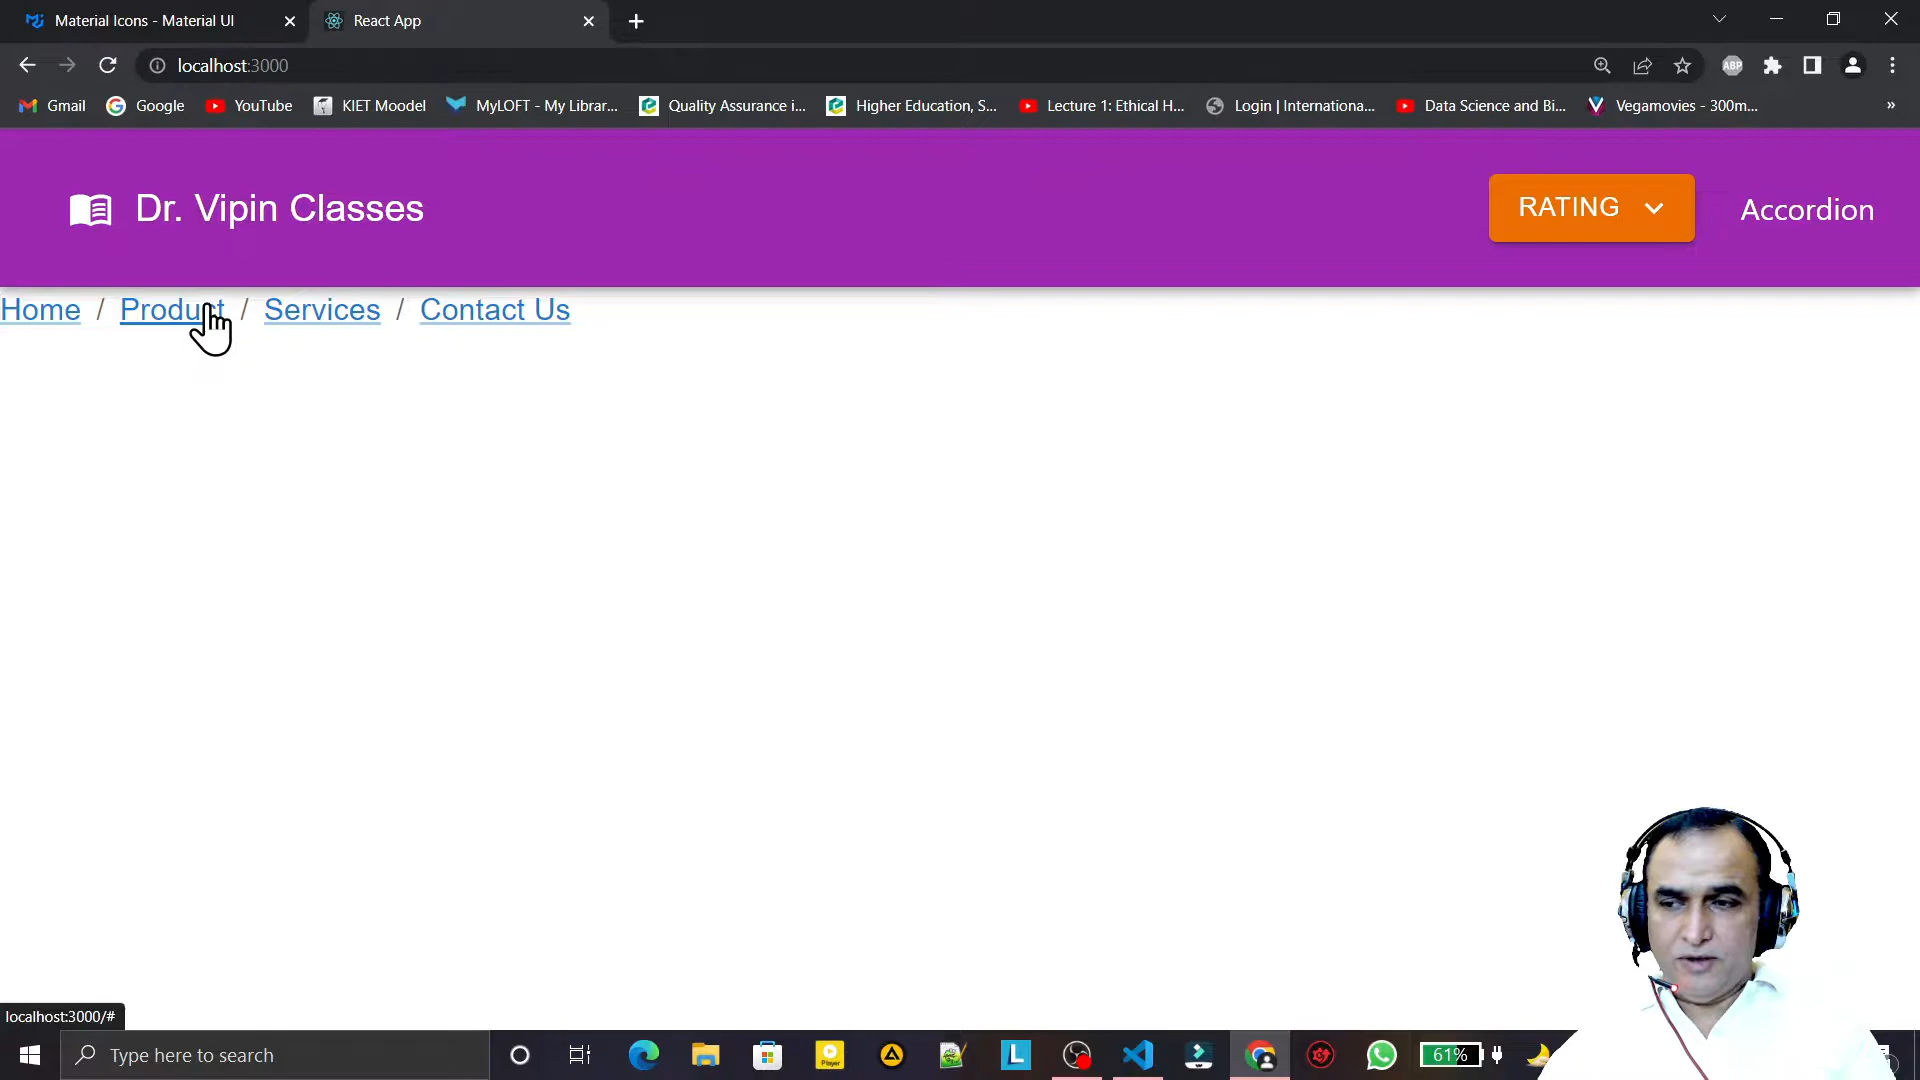 Material Icons - Material UI
React App
localhost:3000
Gmail
Google
YouTube
KIET Moodel
MyLOFT - My Librar...
Quality Assurance i...
Higher Education, S...
Lecture 1: Ethical H...
Login | Internationa...
Data Science and Bi...
Vegamovies - 300m...
»
Dr. Vipin Classes
RATING
Accordion
Home / Product / Services / Contact Us
localhost:3000/#
Type here to search
61%